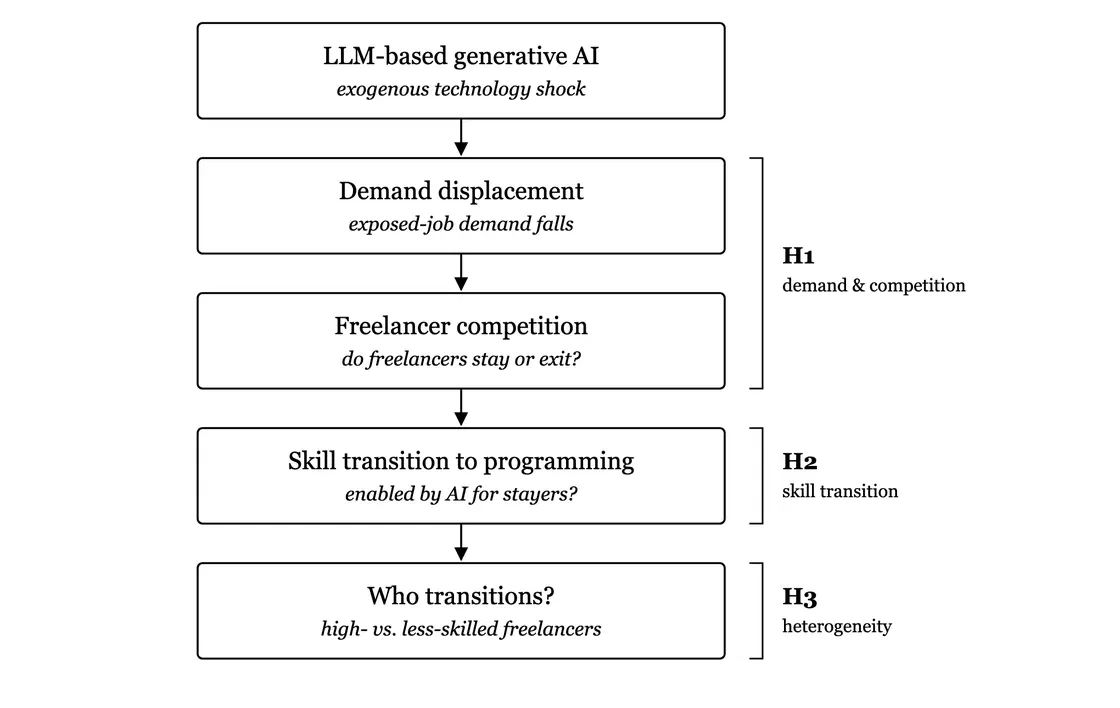 LLM-based generative AI
exogenous technology shock
Demand displacement
exposed-job demand falls
H1
demand & competition
Freelancer competition
do freelancers stay or exit?
Skill transition to programming
enabled by AI for stayers?
H2
skill transition
Who transitions?
high- vs. less-skilled freelancers
H3
heterogeneity